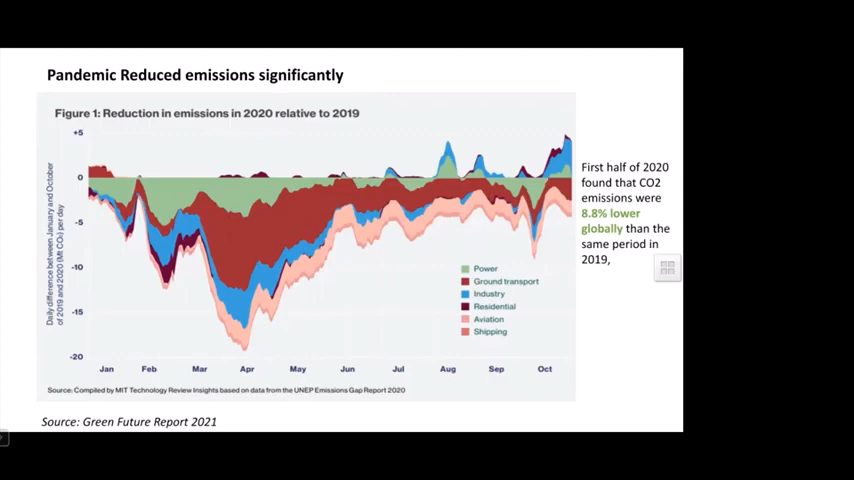 Pandemic Reduced emissions significantly
Figure 1: Reduction in emissions in 2020 relative to 2019
Daily difference between January and October
of 2019 and 2020 (Mt CO₂) per day
+5
0
-5
-10
-15
-20
Power
Ground transport
Industry
Residential
Aviation
Shipping
Jan Feb Mar Apr May Jun Jul Aug Sep Oct
Source: Compiled by MIT Technology Review Insights based on data from the UNEP Emissions Gap Report 2020
First half of 2020
found that CO2
emissions were
8.8% lower
globally than the
same period in
2019,
Source: Green Future Report 2021